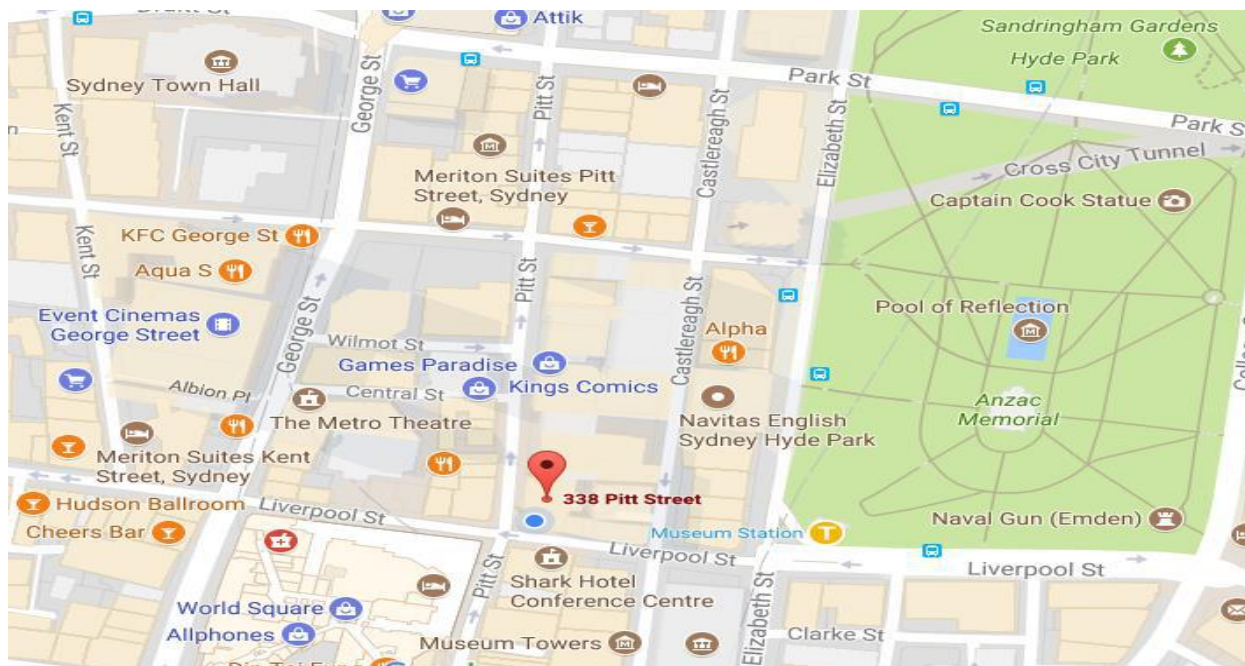 Druitt St
Attik
Sandringham Gardens
Hyde Park
Sydney Town Hall
Park St
George St
Pitt St
Castlereagh St
Elizabeth St
Kent St
Park S
Cross City Tunnel
Meriton Suites Pitt
Street, Sydney
Captain Cook Statue
KFC George St
Aqua S
Kent St
Pitt St
Event Cinemas
George Street
George St
Wilmot St
Castlereagh St
Alpha
Pool of Reflection
Games Paradise
Kings Comics
Albion Pl
Central St
The Metro Theatre
Navitas English
Sydney Hyde Park
Anzac
Memorial
Meriton Suites Kent
Street, Sydney
338 Pitt Street
Hudson Ballroom
Liverpool St
Cheers Bar
Museum Station
T
Naval Gun (Emden)
Liverpool St
Liverpool St
Pitt St
Shark Hotel
Conference Centre
Elizabeth St
World Square
Allphones
Museum Towers
Clarke St
Din Tai Fung